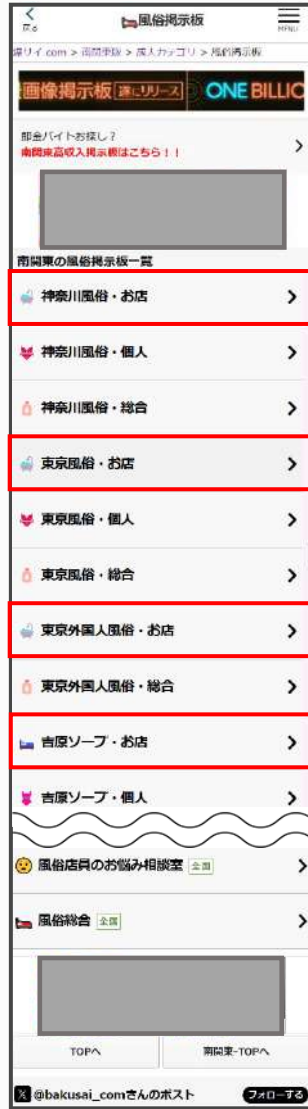 戻る
風俗掲示板
MENU
爆サイ.com > 南関東版 > 成人カテゴリ > 風俗掲示板
画像掲示板 遂にリリース ONE BILLIO
即金バイトお探し？
南関東高収入掲示板はこちら！！
南関東の風俗掲示板一覧
神奈川風俗・お店
神奈川風俗・個人
神奈川風俗・総合
東京風俗・お店
東京風俗・個人
東京風俗・総合
東京外国人風俗・お店
東京外国人風俗・総合
吉原ソープ・お店
吉原ソープ・個人
風俗店員のお悩み相談室 全国
風俗総合 全国
TOPへ
南関東-TOPへ
@bakusai_comさんのポスト
フォローする